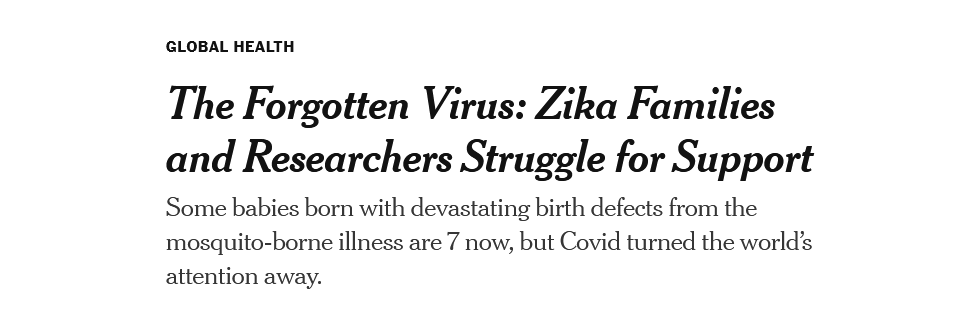 GLOBAL HEALTH
The Forgotten Virus: Zika Families
and Researchers Struggle for Support
Some babies born with devastating birth defects from the
mosquito-borne illness are 7 now, but Covid turned the world’s
attention away.